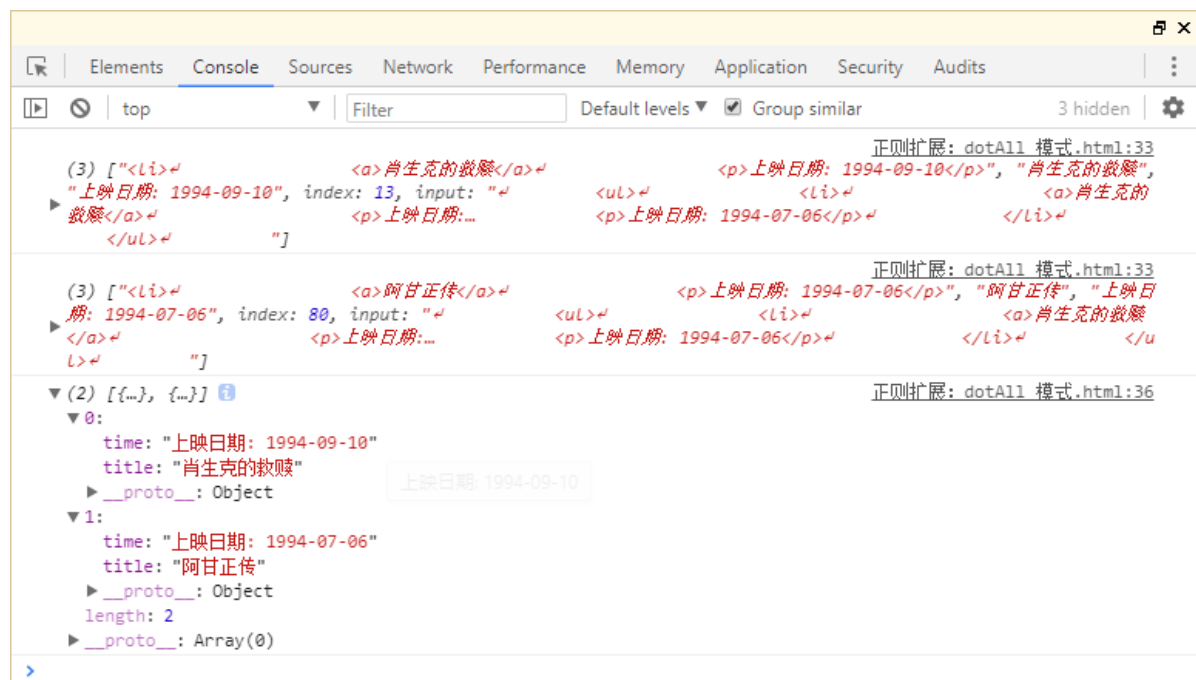 Elements Console Sources Network Performance Memory Application Security Audits
top Filter Default levels Group similar 3 hidden
正则扩展: dotAll 模式.html:33
(3) ["<li>↵ <a>肖生克的救赎</a>↵ <p>上映日期: 1994-09-10</p>", "肖生克的救赎",
"上映日期: 1994-09-10", index: 13, input: "↵ <ul>↵ <li>↵ <a>肖生克的
救赎</a>↵ <p>上映日期:… <p>上映日期: 1994-07-06</p>↵ </li>↵
</ul>↵ "]
正则扩展: dotAll 模式.html:33
(3) ["<li>↵ <a>阿甘正传</a>↵ <p>上映日期: 1994-07-06</p>", "阿甘正传", "上映日
期: 1994-07-06", index: 80, input: "↵ <ul>↵ <li>↵ <a>肖生克的救赎
</a>↵ <p>上映日期:… <p>上映日期: 1994-07-06</p>↵ </li>↵ </u
l>↵ "]
(2) [{…}, {…}] i 正则扩展: dotAll 模式.html:36
0:
time: "上映日期: 1994-09-10"
title: "肖生克的救赎"
上映日期: 1994-09-10
__proto__: Object
1:
time: "上映日期: 1994-07-06"
title: "阿甘正传"
__proto__: Object
length: 2
__proto__: Array(0)